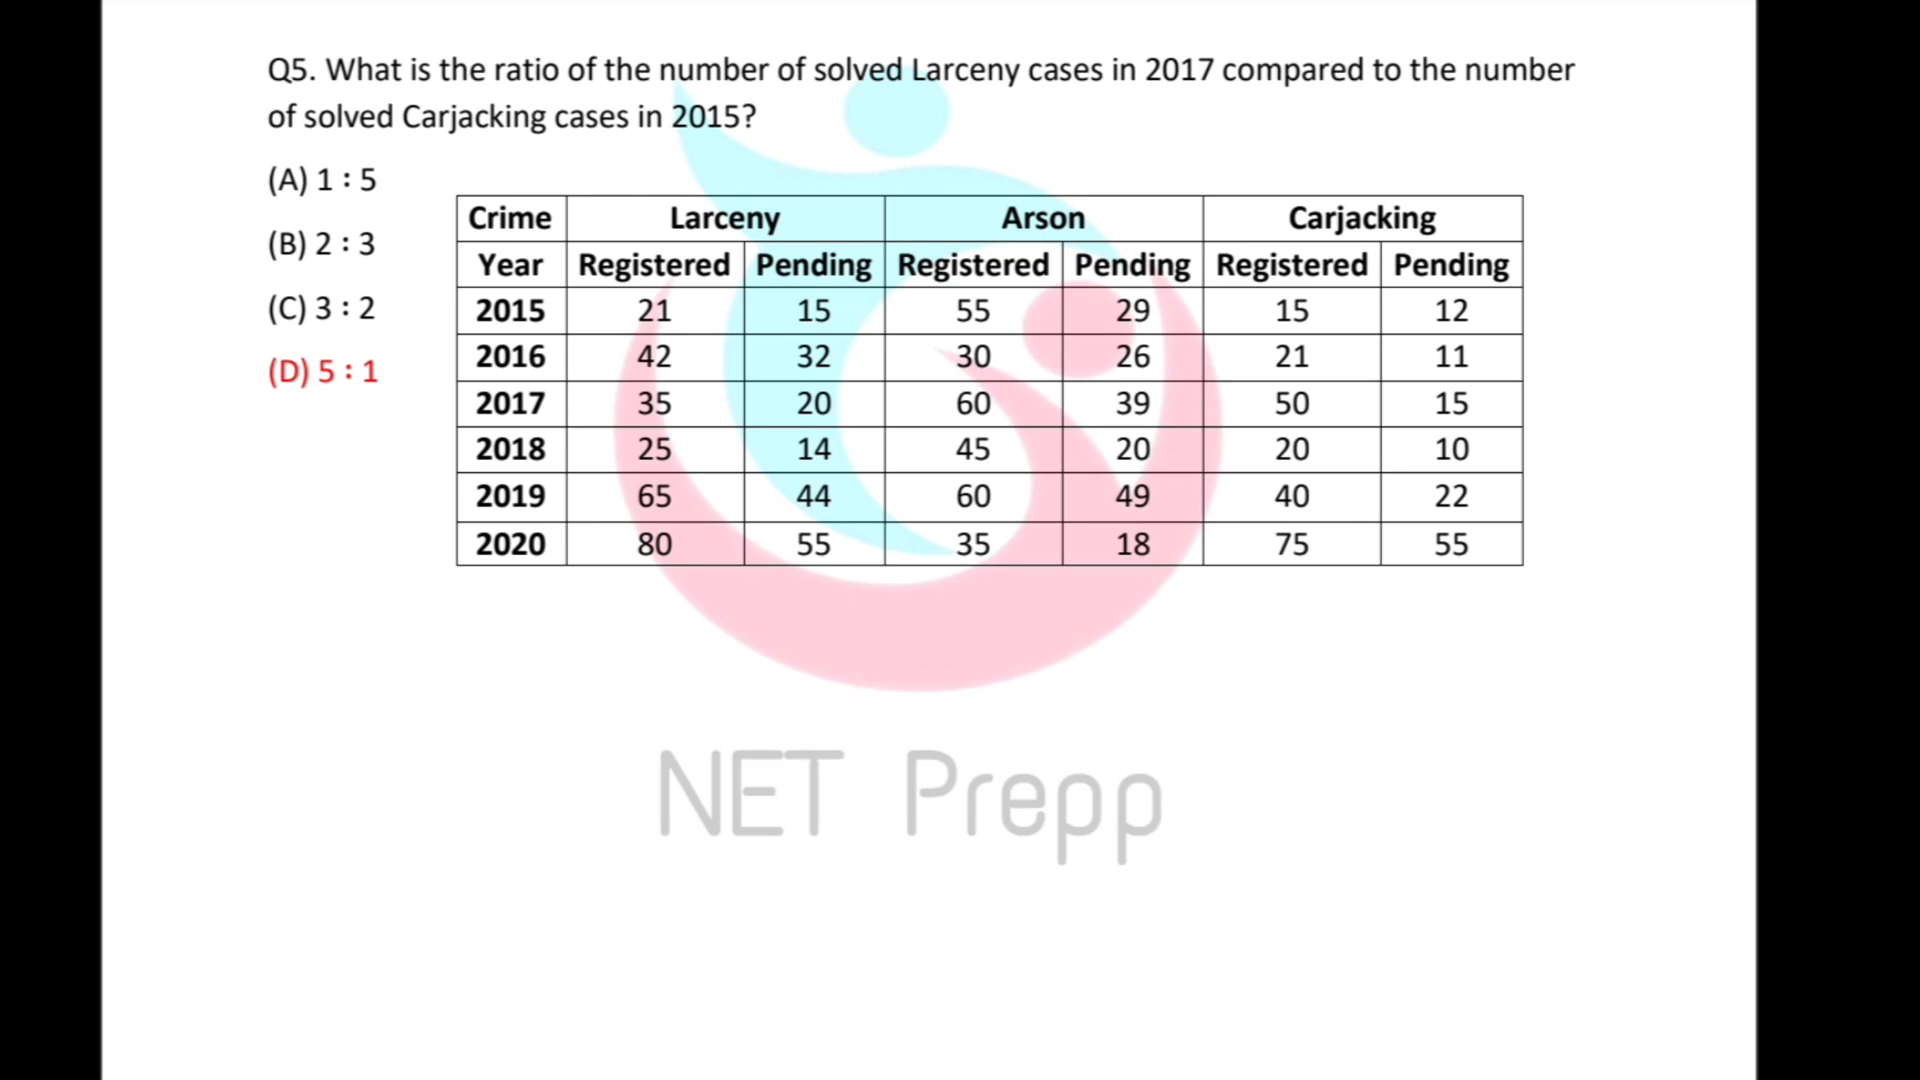 Q5. What is the ratio of the number of solved Larceny cases in 2017 compared to the number
of solved Carjacking cases in 2015?
(A) 1 : 5
(B) 2 : 3
(C) 3 : 2
(D) 5 : 1
Crime Larceny Arson Carjacking
Year Registered Pending Registered Pending Registered Pending
2015 21 15 55 29 15 12
2016 42 32 30 26 21 11
2017 35 20 60 39 50 15
2018 25 14 45 20 20 10
2019 65 44 60 49 40 22
2020 80 55 35 18 75 55
NET Prepp